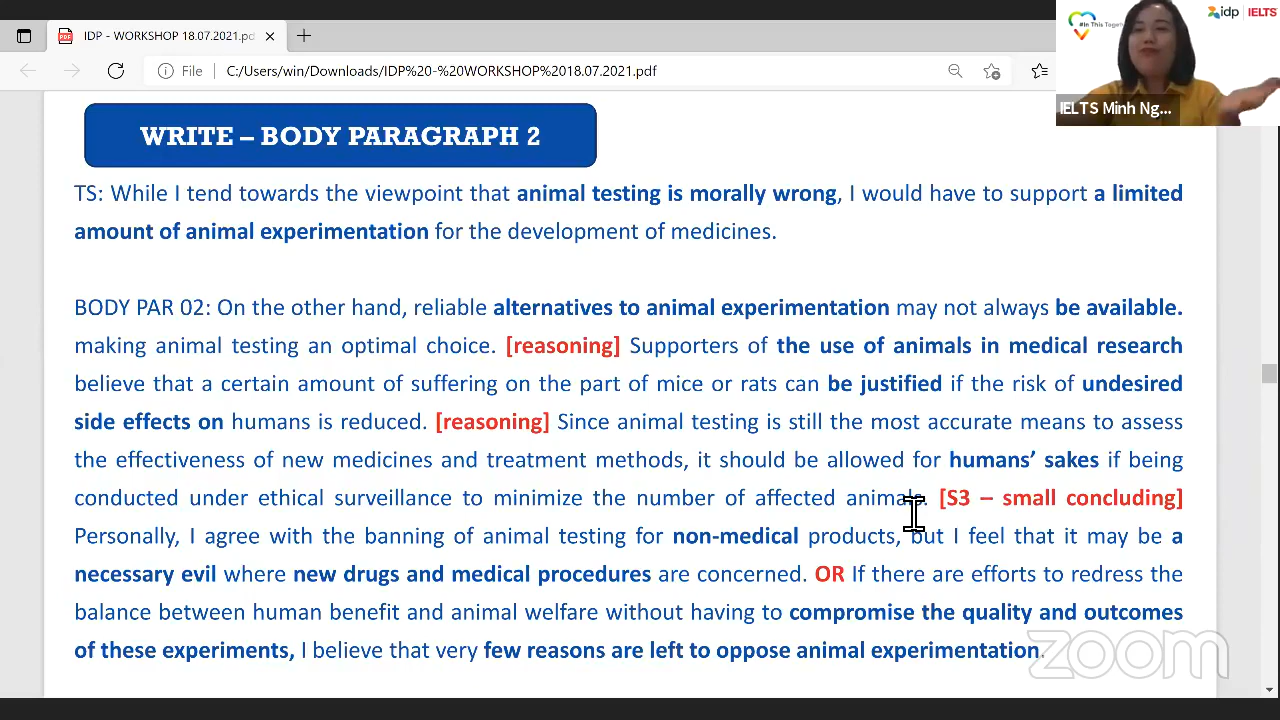 IDP - WORKSHOP 18.07.2021.pd
File
C:/Users/win/Downloads/IDP%20-%20WORKSHOP%2018.07.2021.pdf
#In This Together
idp IELTS
IELTS Minh Ng...
WRITE – BODY PARAGRAPH 2
TS: While I tend towards the viewpoint that animal testing is morally wrong, I would have to support a limited
amount of animal experimentation for the development of medicines.
BODY PAR 02: On the other hand, reliable alternatives to animal experimentation may not always be available.
making animal testing an optimal choice. [reasoning] Supporters of the use of animals in medical research
believe that a certain amount of suffering on the part of mice or rats can be justified if the risk of undesired
side effects on humans is reduced. [reasoning] Since animal testing is still the most accurate means to assess
the effectiveness of new medicines and treatment methods, it should be allowed for humans’ sakes if being
conducted under ethical surveillance to minimize the number of affected animals. [S3 – small concluding]
Personally, I agree with the banning of animal testing for non-medical products, but I feel that it may be a
necessary evil where new drugs and medical procedures are concerned. OR If there are efforts to redress the
balance between human benefit and animal welfare without having to compromise the quality and outcomes
of these experiments, I believe that very few reasons are left to oppose animal experimentation.
zoom